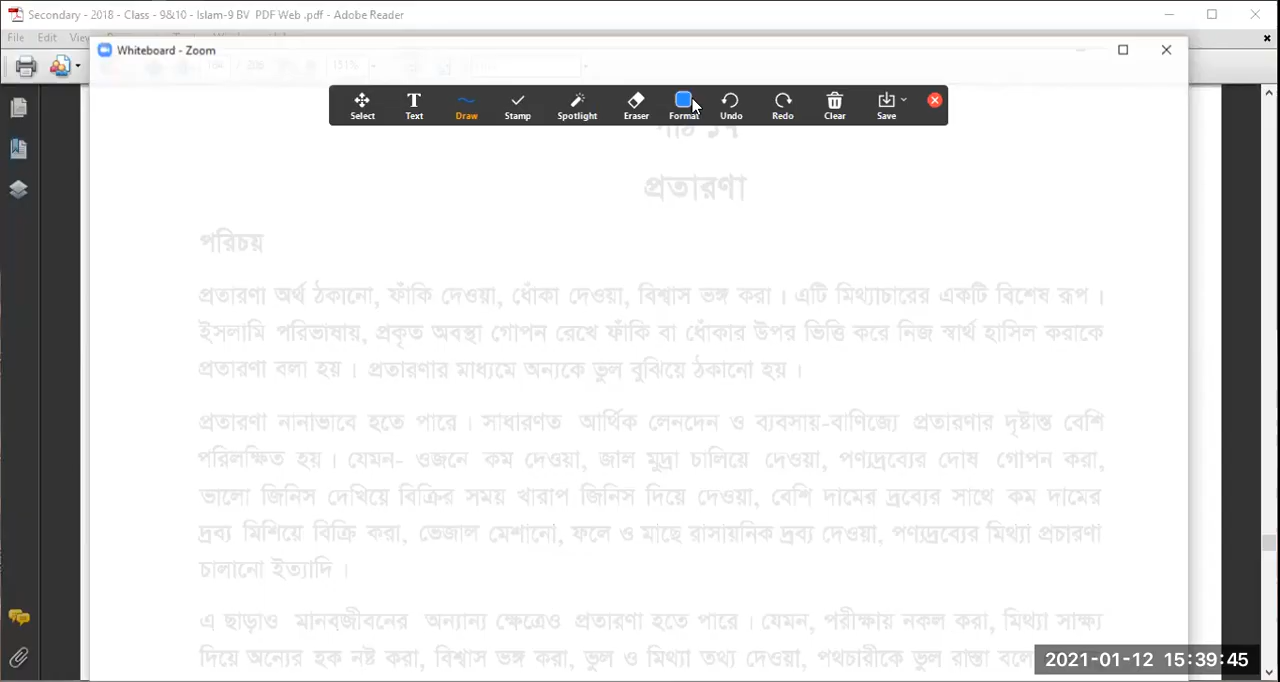 Secondary - 2018 - Class - 9&10 - Islam-9 BV PDF Web .pdf - Adobe Reader
File Edit View
Whiteboard - Zoom
151%
Select Text Draw Stamp Spotlight Eraser Format Undo Redo Clear Save
পাঠ ১৭
প্রতারণা
পরিচয়
প্রতারণা অর্থ ঠকানো, ফাঁকি দেওয়া, ধোঁকা দেওয়া, বিশ্বাস ভঙ্গ করা । এটি মিথ্যাচারের একটি বিশেষ রূপ ।
ইসলামি পরিভাষায়, প্রকৃত অবস্থা গোপন রেখে ফাঁকি বা ধোঁকার উপর ভিত্তি করে নিজ স্বার্থ হাসিল করাকে
প্রতারণা বলা হয় । প্রতারণার মাধ্যমে অন্যকে ভুল বুঝিয়ে ঠকানো হয় ।
প্রতারণা নানাভাবে হতে পারে । সাধারণত আর্থিক লেনদেন ও ব্যবসায়-বাণিজ্যে প্রতারণার দৃষ্টান্ত বেশি
পরিলক্ষিত হয় । যেমন- ওজনে কম দেওয়া, জাল মুদ্রা চালিয়ে দেওয়া, পণ্যদ্রব্যের দোষ গোপন করা,
ভালো জিনিস দেখিয়ে বিক্রির সময় খারাপ জিনিস দিয়ে দেওয়া, বেশি দামের দ্রব্যের সাথে কম দামের
দ্রব্য মিশিয়ে বিক্রি করা, ভেজাল মেশানো, ফলে ও মাছে রাসায়নিক দ্রব্য দেওয়া, পণ্যদ্রব্যের মিথ্যা প্রচারণা
চালানো ইত্যাদি ।
এ ছাড়াও মানবজীবনের অন্যান্য ক্ষেত্রেও প্রতারণা হতে পারে । যেমন, পরীক্ষায় নকল করা, মিথ্যা সাক্ষ্য
দিয়ে অন্যের হক নষ্ট করা, বিশ্বাস ভঙ্গ করা, ভুল ও মিথ্যা তথ্য দেওয়া, পথচারীকে ভুল রাস্তা বলে
2021-01-12 15:39:45